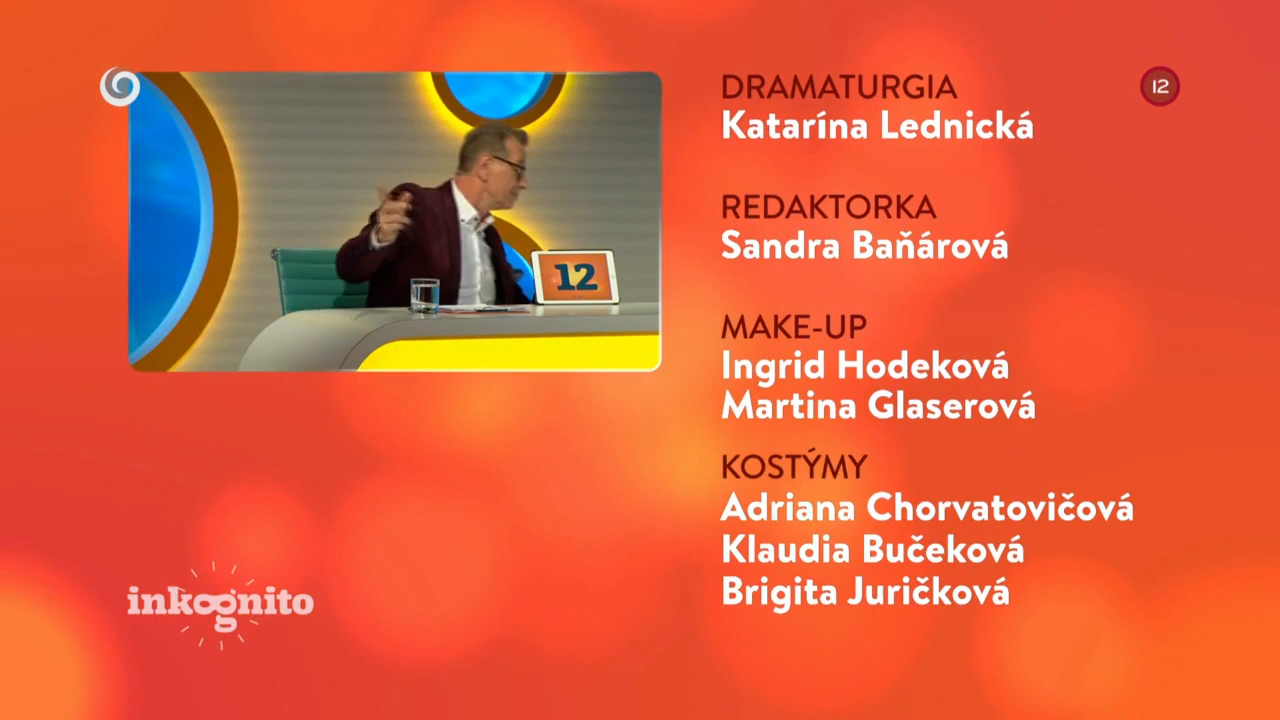 12
DRAMATURGIA
Katarína Lednická
REDAKTORKA
Sandra Baňárová
MAKE-UP
Ingrid Hodeková
Martina Glaserová
KOSTÝMY
Adriana Chorvatovičová
Klaudia Bučeková
Brigita Juričková
12
inkognito